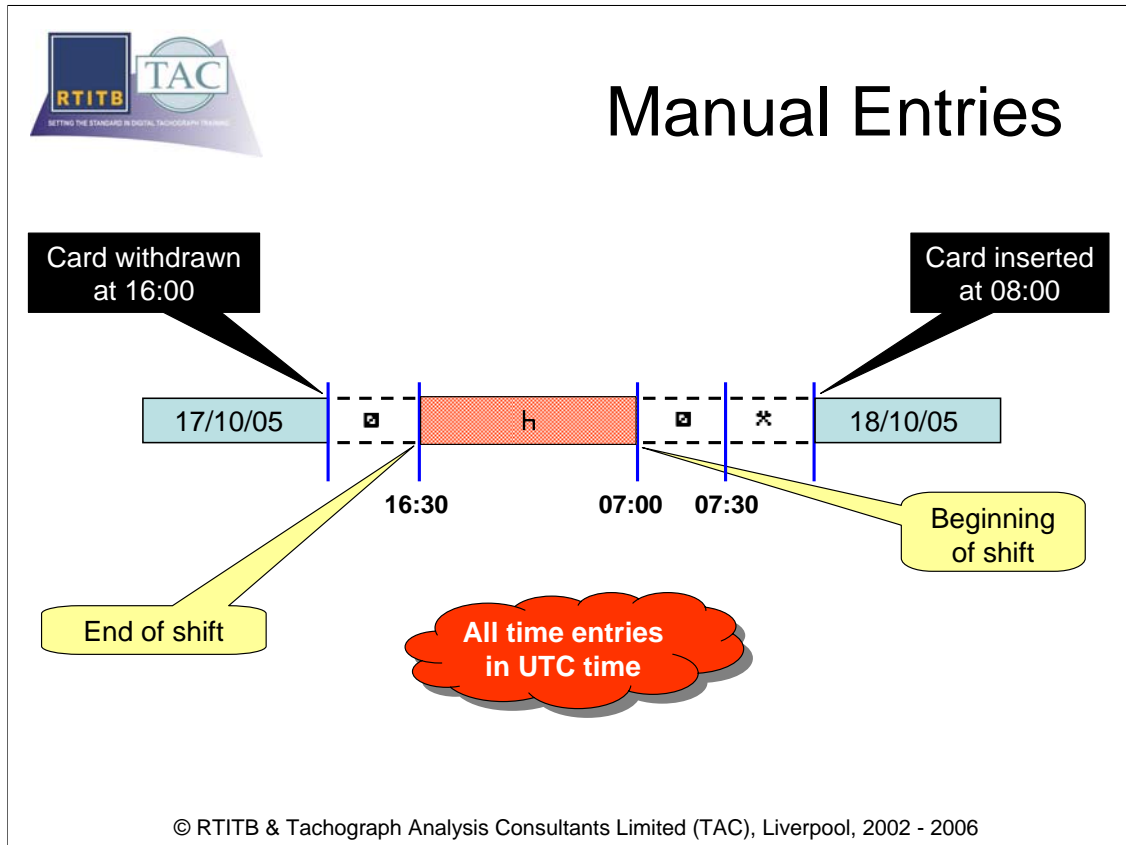 RTITB
TAC
SETTING THE STANDARD IN DIGITAL TACHOGRAPH TRAINING
Manual Entries
Card withdrawn
at 16:00
Card inserted
at 08:00
17/10/05
18/10/05
16:30
07:00
07:30
Beginning
of shift
End of shift
All time entries
in UTC time
© RTITB & Tachograph Analysis Consultants Limited (TAC), Liverpool, 2002 - 2006